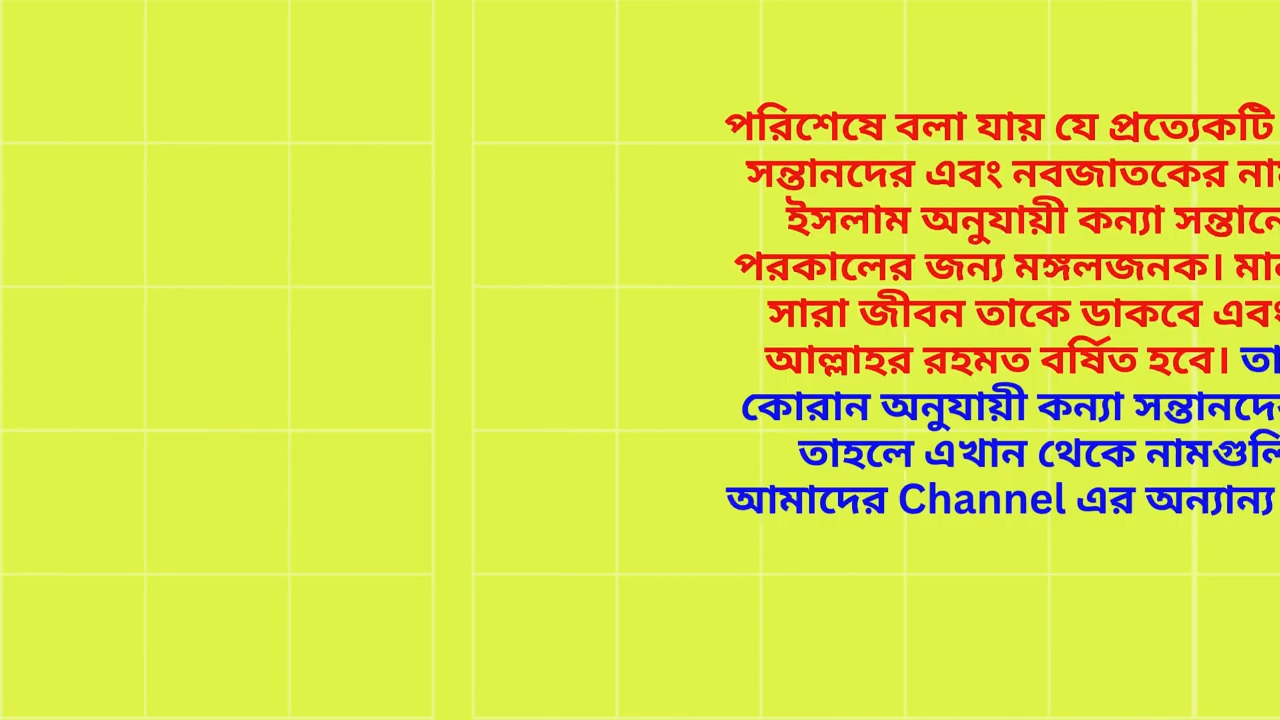 পরিশেষে বলা যায় যে প্রত্যেকটি
সন্তানদের এবং নবজাতকের
ইসলাম অনুযায়ী কন্যা
পরকালের জন্য মঙ্গলজনক।
সারা জীবন তাকে ডাকবে
আল্লাহর রহমত বর্ষিত হবে।
কোরান অনুযায়ী কন্যা
তাহলে এখান থেকে
আমাদের Channel এর অন্যান্য